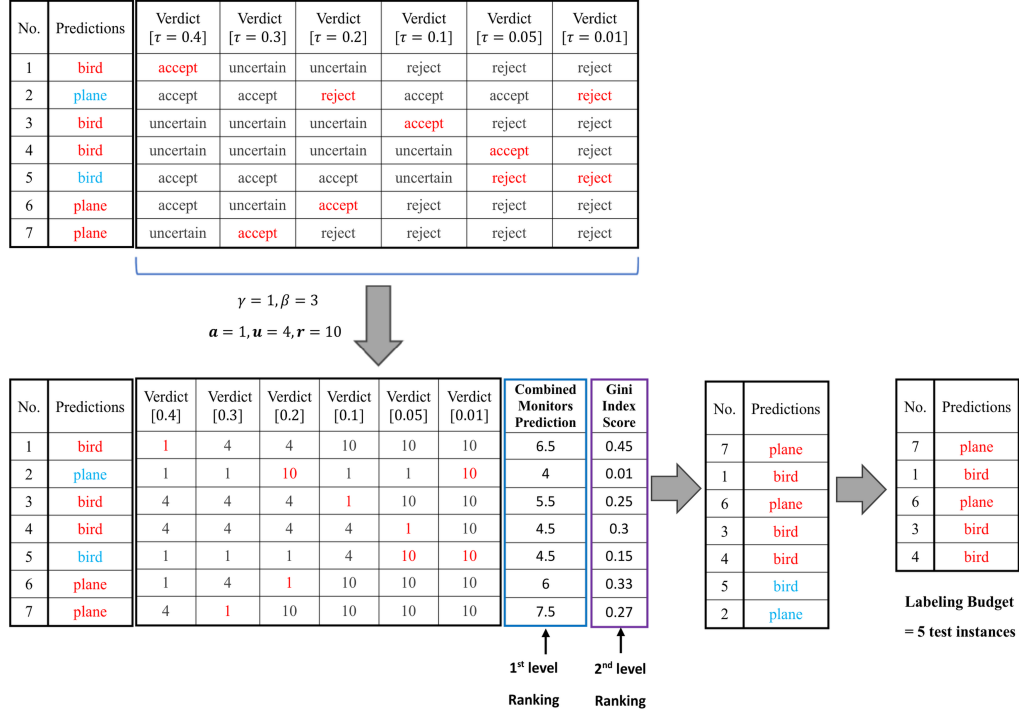 No. Predictions Verdict [τ = 0.4] Verdict [τ = 0.3] Verdict [τ = 0.2] Verdict [τ = 0.1] Verdict [τ = 0.05] Verdict [τ = 0.01]
1 bird accept uncertain uncertain reject reject reject
2 plane accept accept reject accept accept reject
3 bird uncertain uncertain uncertain accept reject reject
4 bird uncertain uncertain uncertain uncertain accept reject
5 bird accept accept accept uncertain reject reject
6 plane accept uncertain accept reject reject reject
7 plane uncertain accept reject reject reject reject
γ = 1, β = 3
a = 1, u = 4, r = 10
No. Predictions Verdict [0.4] Verdict [0.3] Verdict [0.2] Verdict [0.1] Verdict [0.05] Verdict [0.01] Combined Monitors Prediction Gini Index Score
1 bird 1 4 4 10 10 10 6.5 0.45
2 plane 1 1 10 1 1 10 4 0.01
3 bird 4 4 4 1 10 10 5.5 0.25
4 bird 4 4 4 4 1 10 4.5 0.3
5 bird 1 1 1 4 10 10 4.5 0.15
6 plane 1 4 1 10 10 10 6 0.33
7 plane 4 1 10 10 10 10 7.5 0.27
1st level
Ranking
2nd level
Ranking
No. Predictions
7 plane
1 bird
6 plane
3 bird
4 bird
5 bird
2 plane
No. Predictions
7 plane
1 bird
6 plane
3 bird
4 bird
Labeling Budget
= 5 test instances